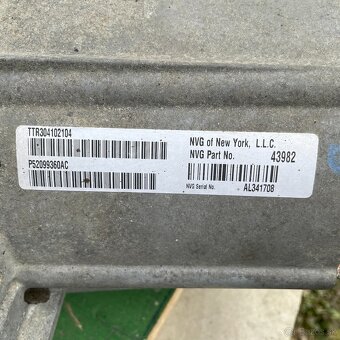 TTR304102104
P52099360AC
NVG of New York, L.L.C.
NVG Part No. 43982
NVG Serial No. AL341708